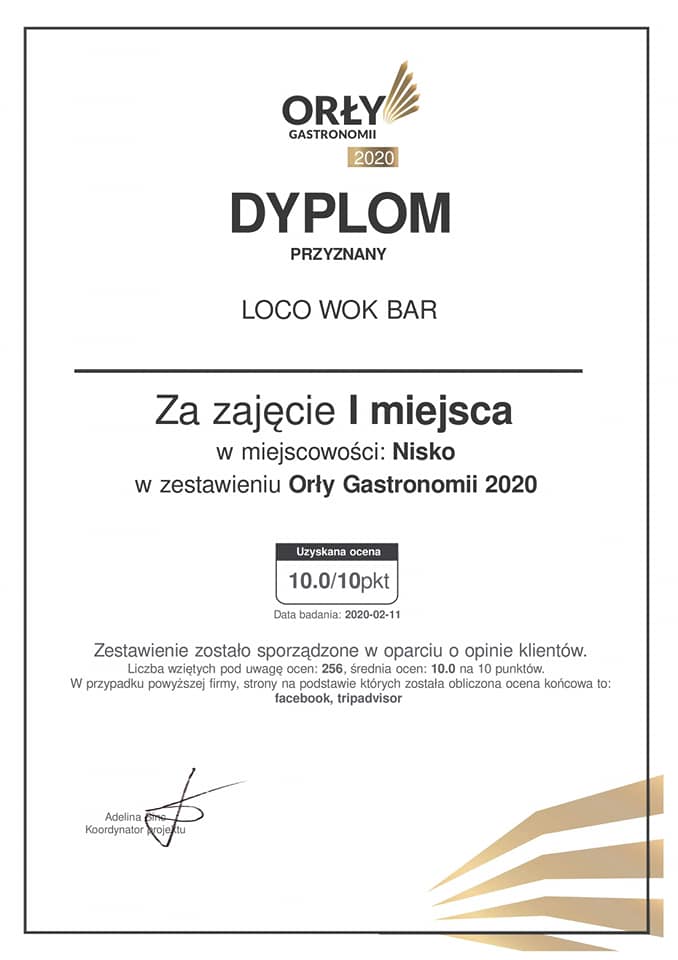 ORŁY
GASTRONOMII
2020
DYPLOM
PRZYZNANY
LOCO WOK BAR
Za zajęcie I miejsca
w miejscowości: Nisko
w zestawieniu Orły Gastronomii 2020
Uzyskana ocena
10.0/10pkt
Data badania: 2020-02-11
Zestawienie zostało sporządzone w oparciu o opinie klientów.
Liczba wziętych pod uwagę ocen: 256, średnia ocen: 10.0 na 10 punktów.
W przypadku powyższej firmy, strony na podstawie których została obliczona ocena końcowa to:
facebook, tripadvisor
Adelina
Koordynator projektu